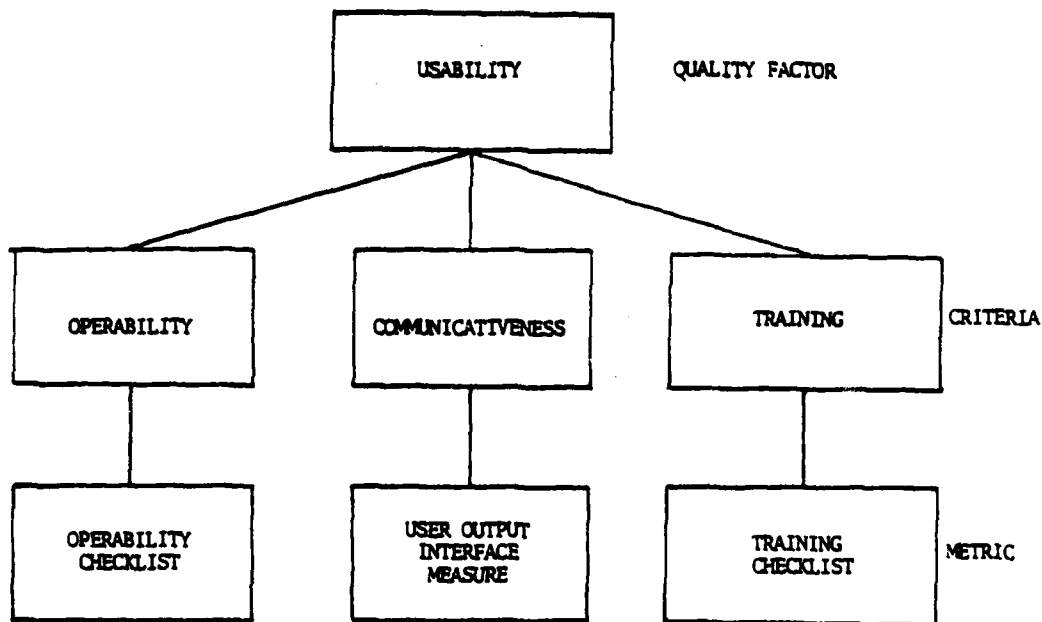 USABILITY
QUALITY FACTOR
OPERABILITY
COMMUNICATIVENESS
TRAINING
CRITERIA
OPERABILITY
CHECKLIST
USER OUTPUT
INTERFACE
MEASURE
TRAINING
CHECKLIST
METRIC